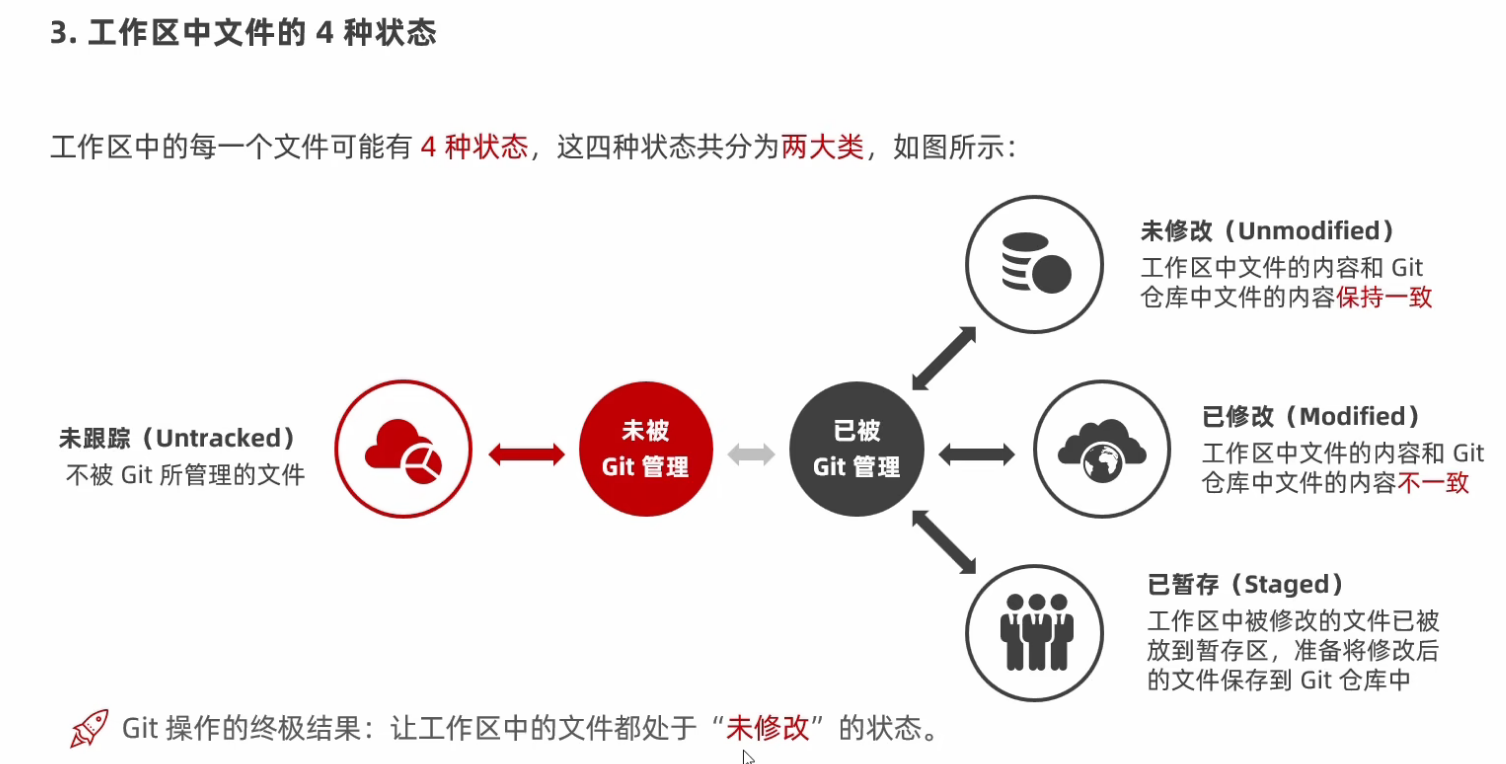 3. 工作区中文件的 4 种状态
工作区中的每一个文件可能有 4 种状态，这四种状态共分为两大类，如图所示：
未修改（Unmodified）
工作区中文件的内容和 Git
仓库中文件的内容保持一致
未跟踪（Untracked）
不被 Git 所管理的文件
未被
Git 管理
已被
Git 管理
已修改（Modified）
工作区中文件的内容和 Git
仓库中文件的内容不一致
已暂存（Staged）
工作区中被修改的文件已被
放到暂存区，准备将修改后
的文件保存到 Git 仓库中
Git 操作的终极结果：让工作区中的文件都处于“未修改”的状态。